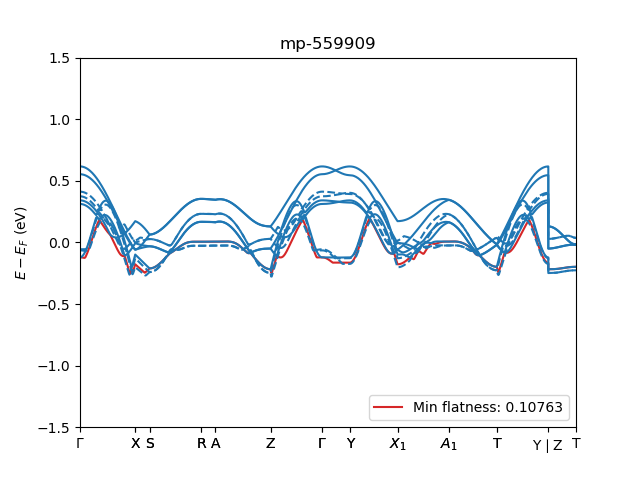 mp-559909
1.5
1.0
0.5
0.0
−0.5
−1.0
−1.5
E − E_F (eV)
Min flatness: 0.10763
Γ X S R A Z Γ Y X_1 A_1 T Y | Z T